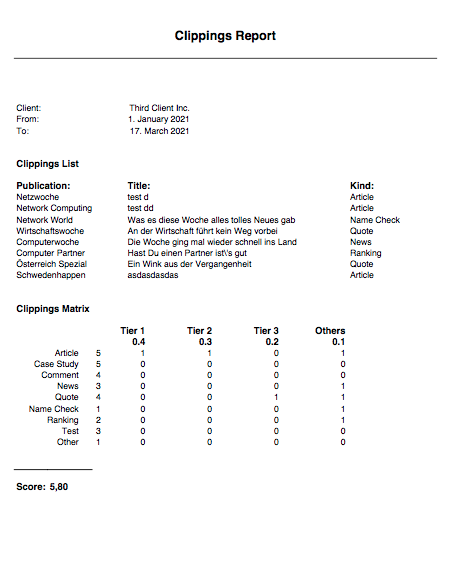 Clippings Report
Client: Third Client Inc.
From: 1. January 2021
To: 17. March 2021
Clippings List
Publication: Title: Kind:
Netzwoche test d Article
Network Computing test dd Article
Network World Was es diese Woche alles tolles Neues gab Name Check
Wirtschaftswoche An der Wirtschaft führt kein Weg vorbei Quote
Computerwoche Die Woche ging mal wieder schnell ins Land News
Computer Partner Hast Du einen Partner ist\'s gut Ranking
Österreich Spezial Ein Wink aus der Vergangenheit Quote
Schwedenhappen asdasdasdas Article
Clippings Matrix
Tier 1 Tier 2 Tier 3 Others
0.4 0.3 0.2 0.1
Article 5 1 1 0 1
Case Study 5 0 0 0 0
Comment 4 0 0 0 0
News 3 0 0 0 1
Quote 4 0 0 1 1
Name Check 1 0 0 0 1
Ranking 2 0 0 0 1
Test 3 0 0 0 0
Other 1 0 0 0 0
Score: 5,80